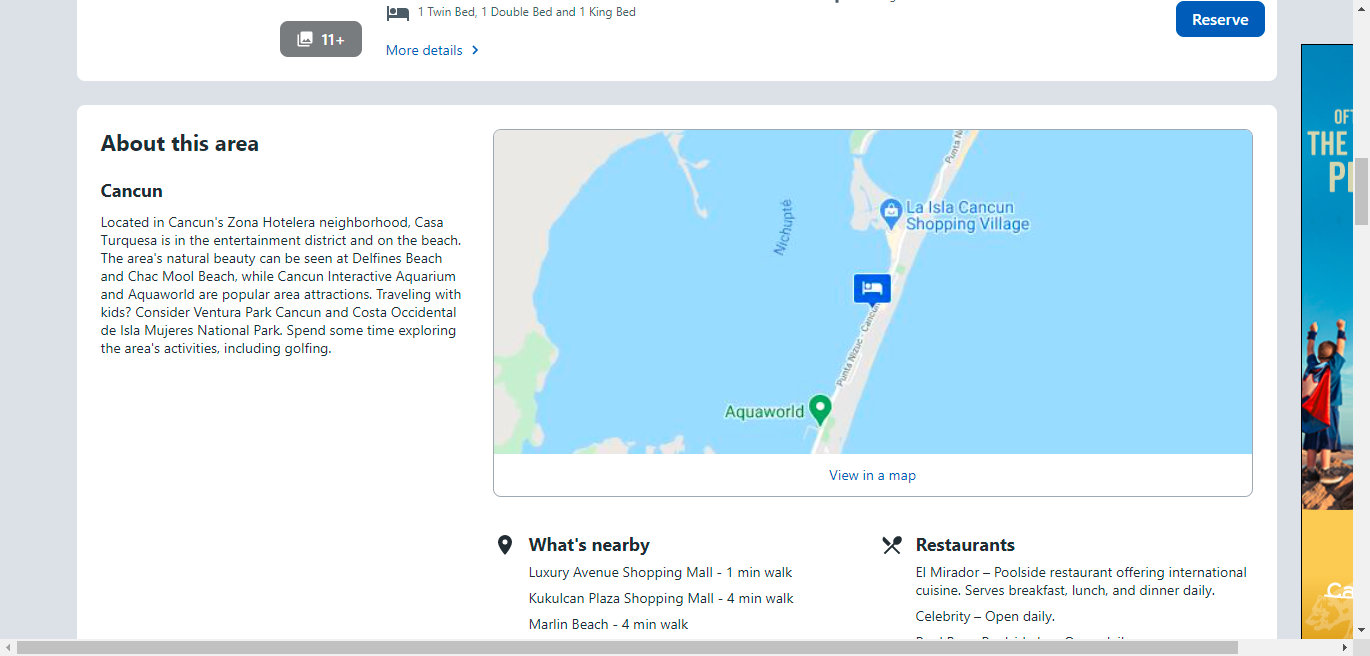 1 Twin Bed, 1 Double Bed and 1 King Bed
Reserve
11+
More details
About this area
Cancun
Located in Cancun's Zona Hotelera neighborhood, Casa
Turquesa is in the entertainment district and on the beach.
The area's natural beauty can be seen at Delfines Beach
and Chac Mool Beach, while Cancun Interactive Aquarium
and Aquaworld are popular area attractions. Traveling with
kids? Consider Ventura Park Cancun and Costa Occidental
de Isla Mujeres National Park. Spend some time exploring
the area's activities, including golfing.
Punta N
Nichupté
La Isla Cancun
Shopping Village
Punta Nizuc - Cancún
Aquaworld
View in a map
What's nearby
Luxury Avenue Shopping Mall - 1 min walk
Kukulcan Plaza Shopping Mall - 4 min walk
Marlin Beach - 4 min walk
Restaurants
El Mirador – Poolside restaurant offering international
cuisine. Serves breakfast, lunch, and dinner daily.
Celebrity – Open daily.
OFT
THE
Ca